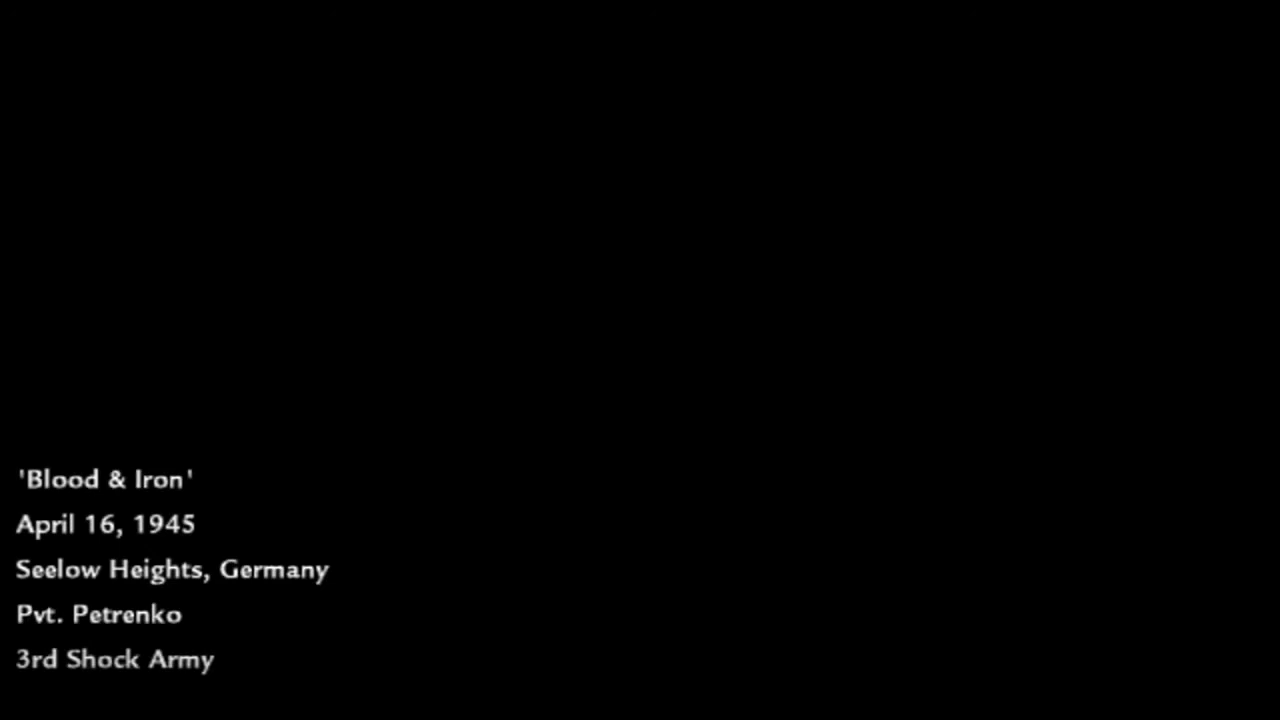 'Blood & Iron'
April 16, 1945
Seelow Heights, Germany
Pvt. Petrenko
3rd Shock Army